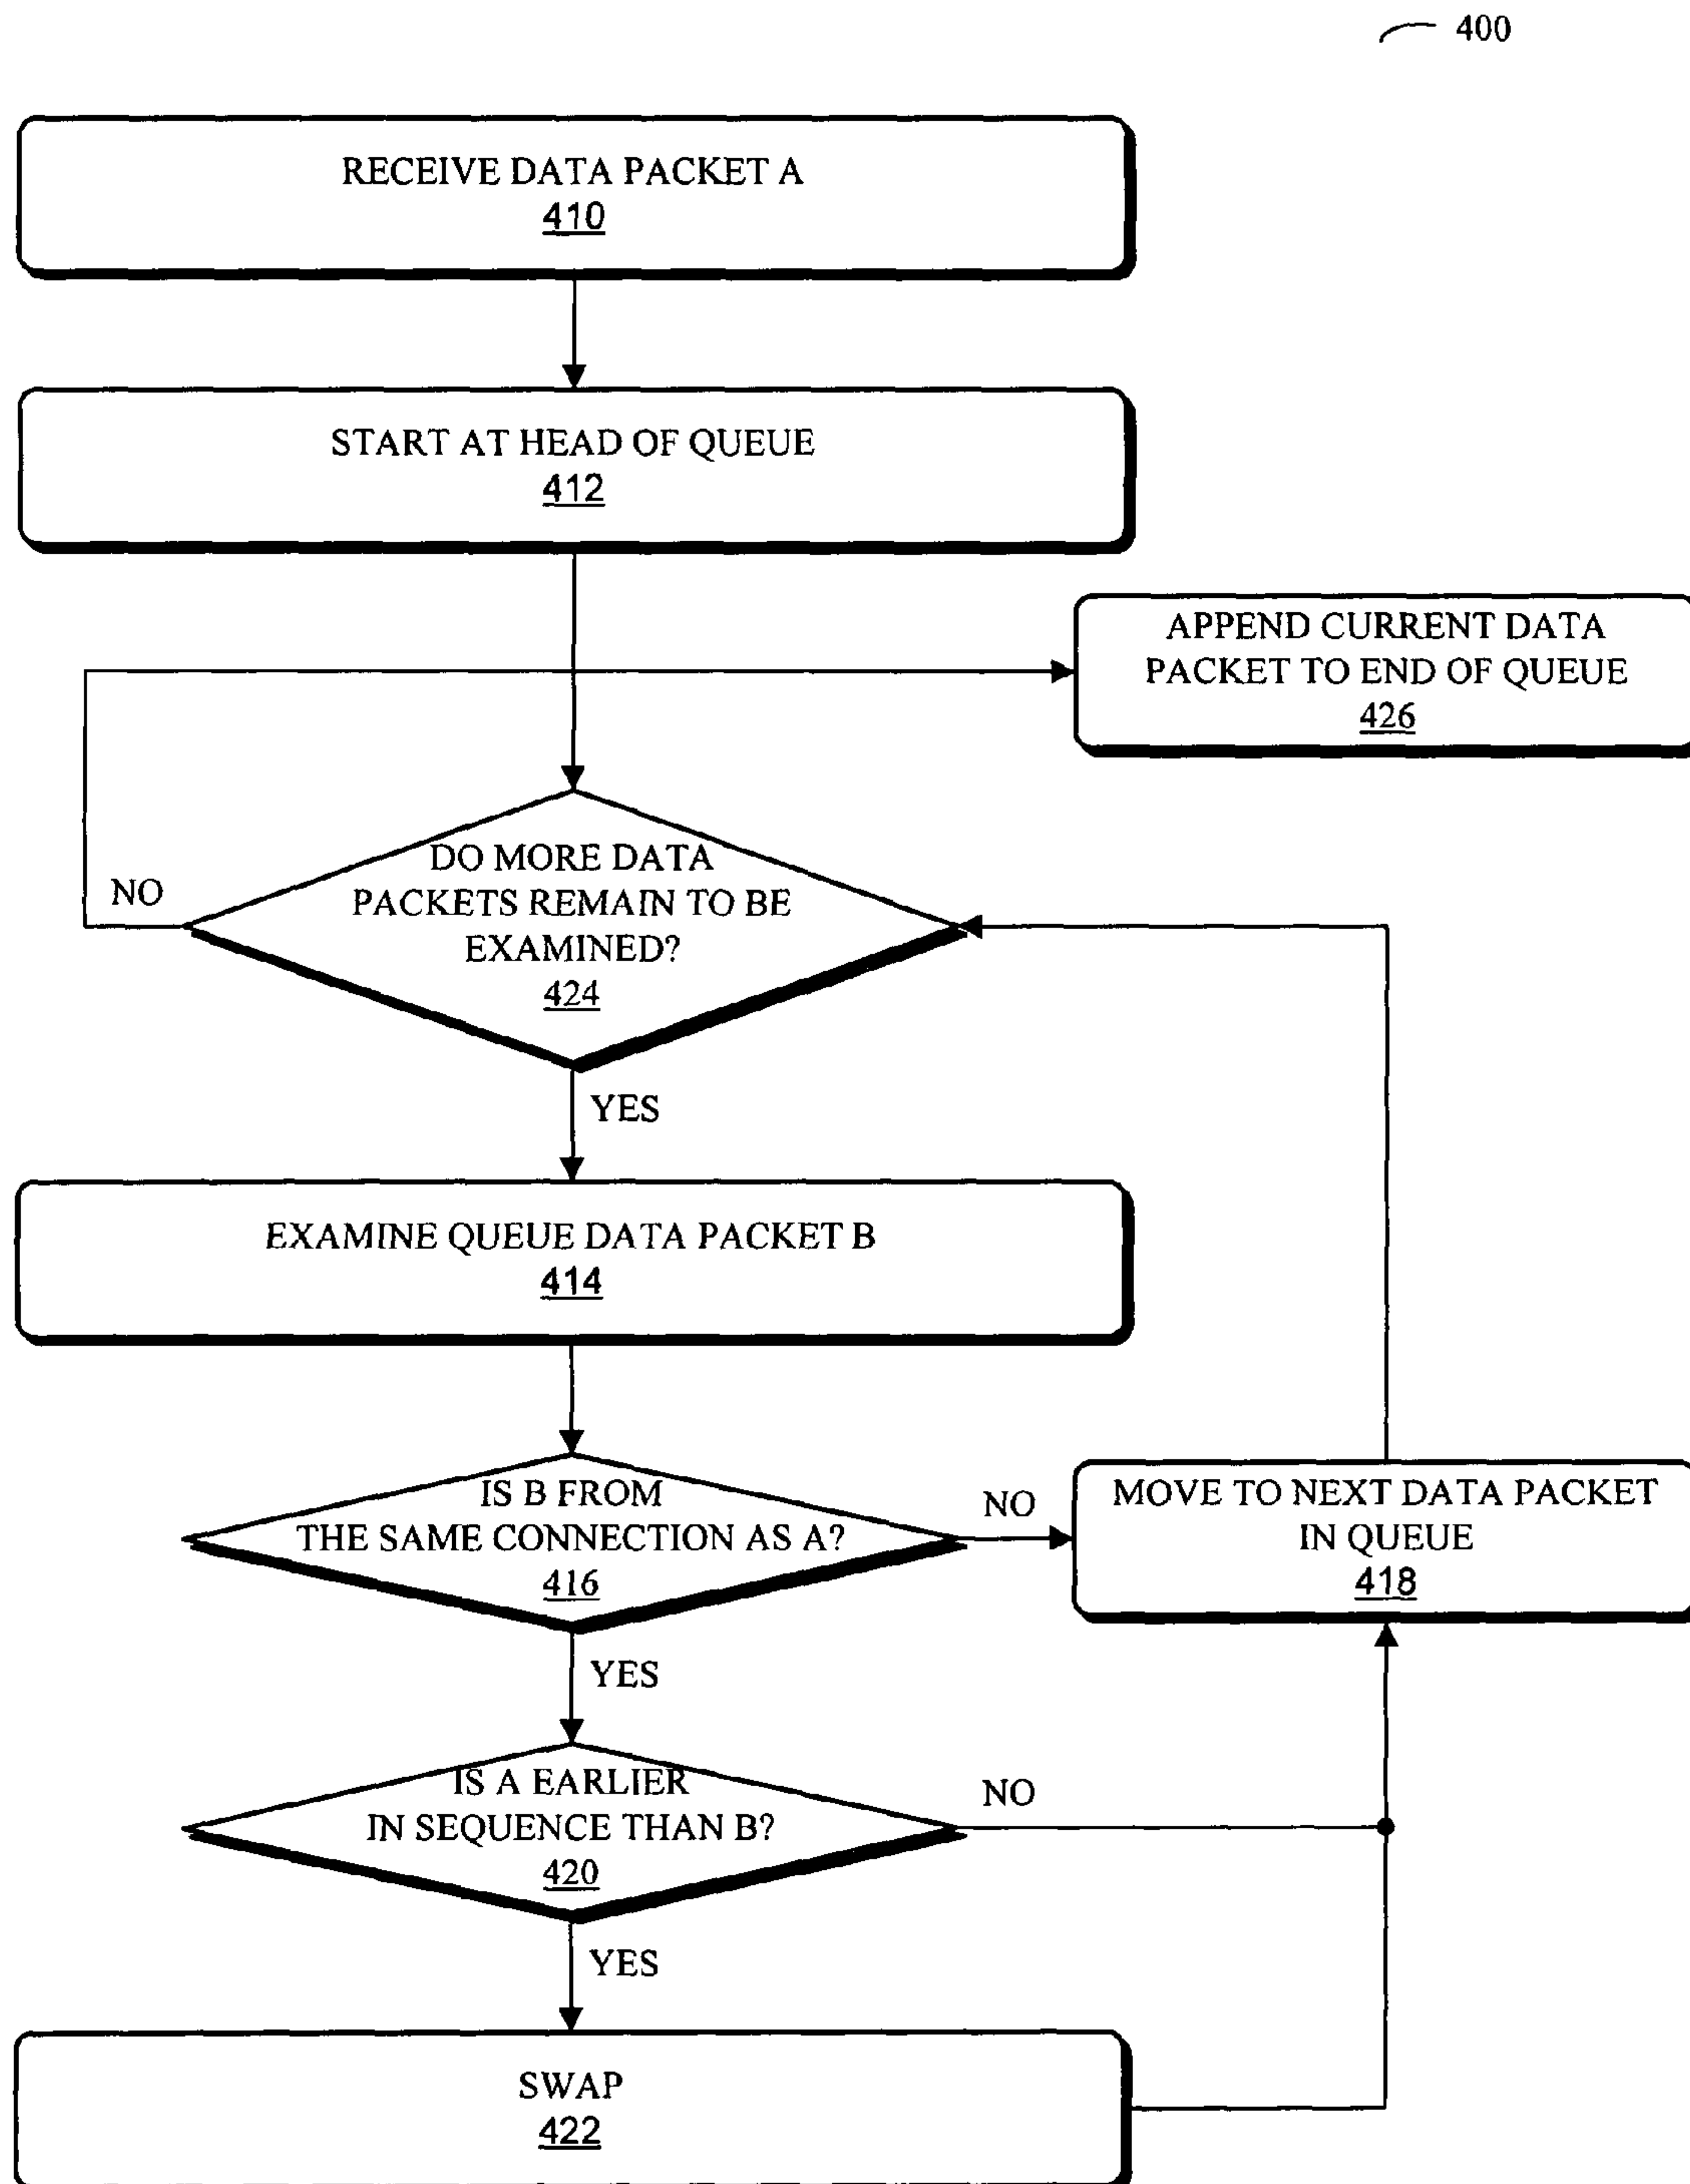 400
RECEIVE DATA PACKET A
410
START AT HEAD OF QUEUE
412
APPEND CURRENT DATA
PACKET TO END OF QUEUE
426
DO MORE DATA
PACKETS REMAIN TO BE
EXAMINED?
424
NO
YES
EXAMINE QUEUE DATA PACKET B
414
IS B FROM
THE SAME CONNECTION AS A?
416
NO
MOVE TO NEXT DATA PACKET
IN QUEUE
418
YES
IS A EARLIER
IN SEQUENCE THAN B?
420
NO
YES
SWAP
422